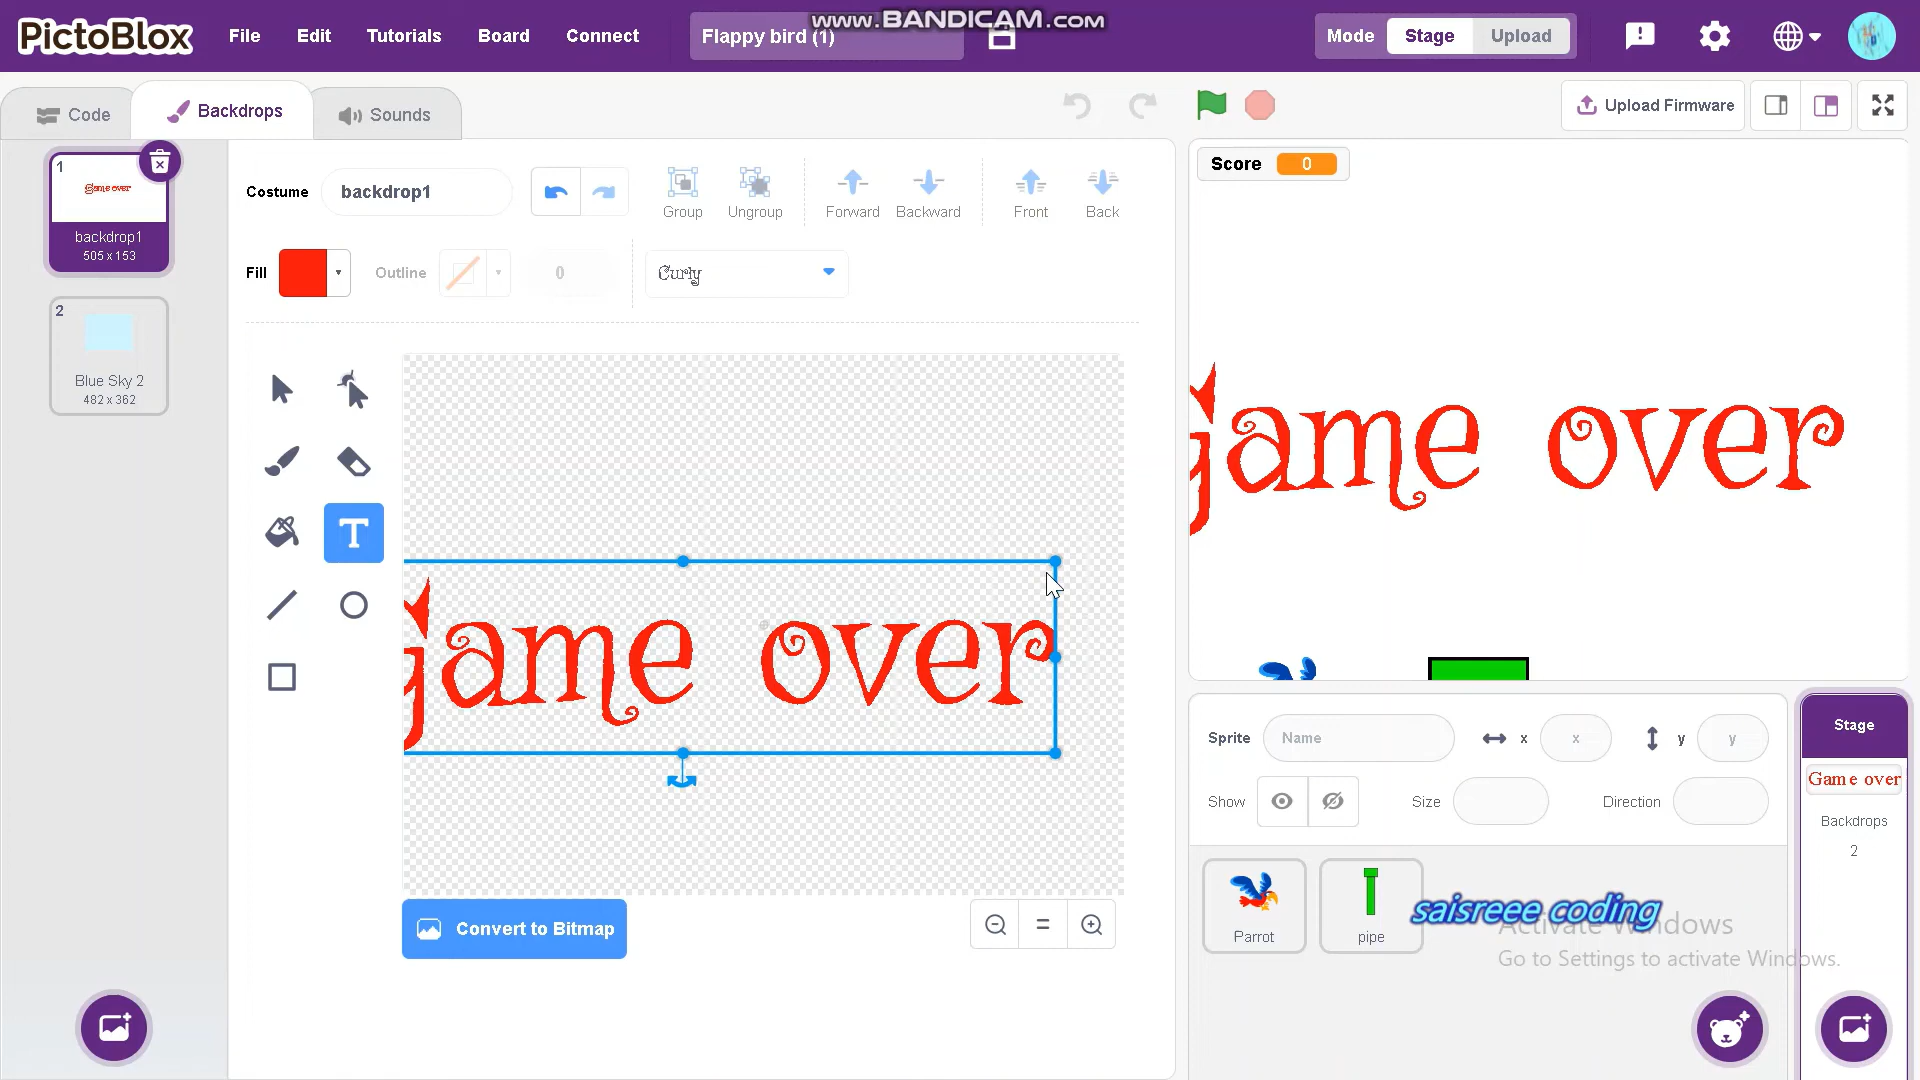 www.BANDICAM.com
PictoBlox File Edit Tutorials Board Connect Flappy bird (1) Mode Stage Upload
Code Backdrops Sounds Upload Firmware
1
Game over
backdrop1
505 x 153
2
Blue Sky 2
482 x 362
Costume backdrop1 Group Ungroup Forward Backward Front Back
Fill Outline 0 Curly
T
Game over
Convert to Bitmap
Score 0
Game over
Sprite Name x x y y
Show Size Direction
Parrot pipe
saisreee coding
Activate Windows
Go to Settings to activate Windows.
Stage
Game over
Backdrops
2